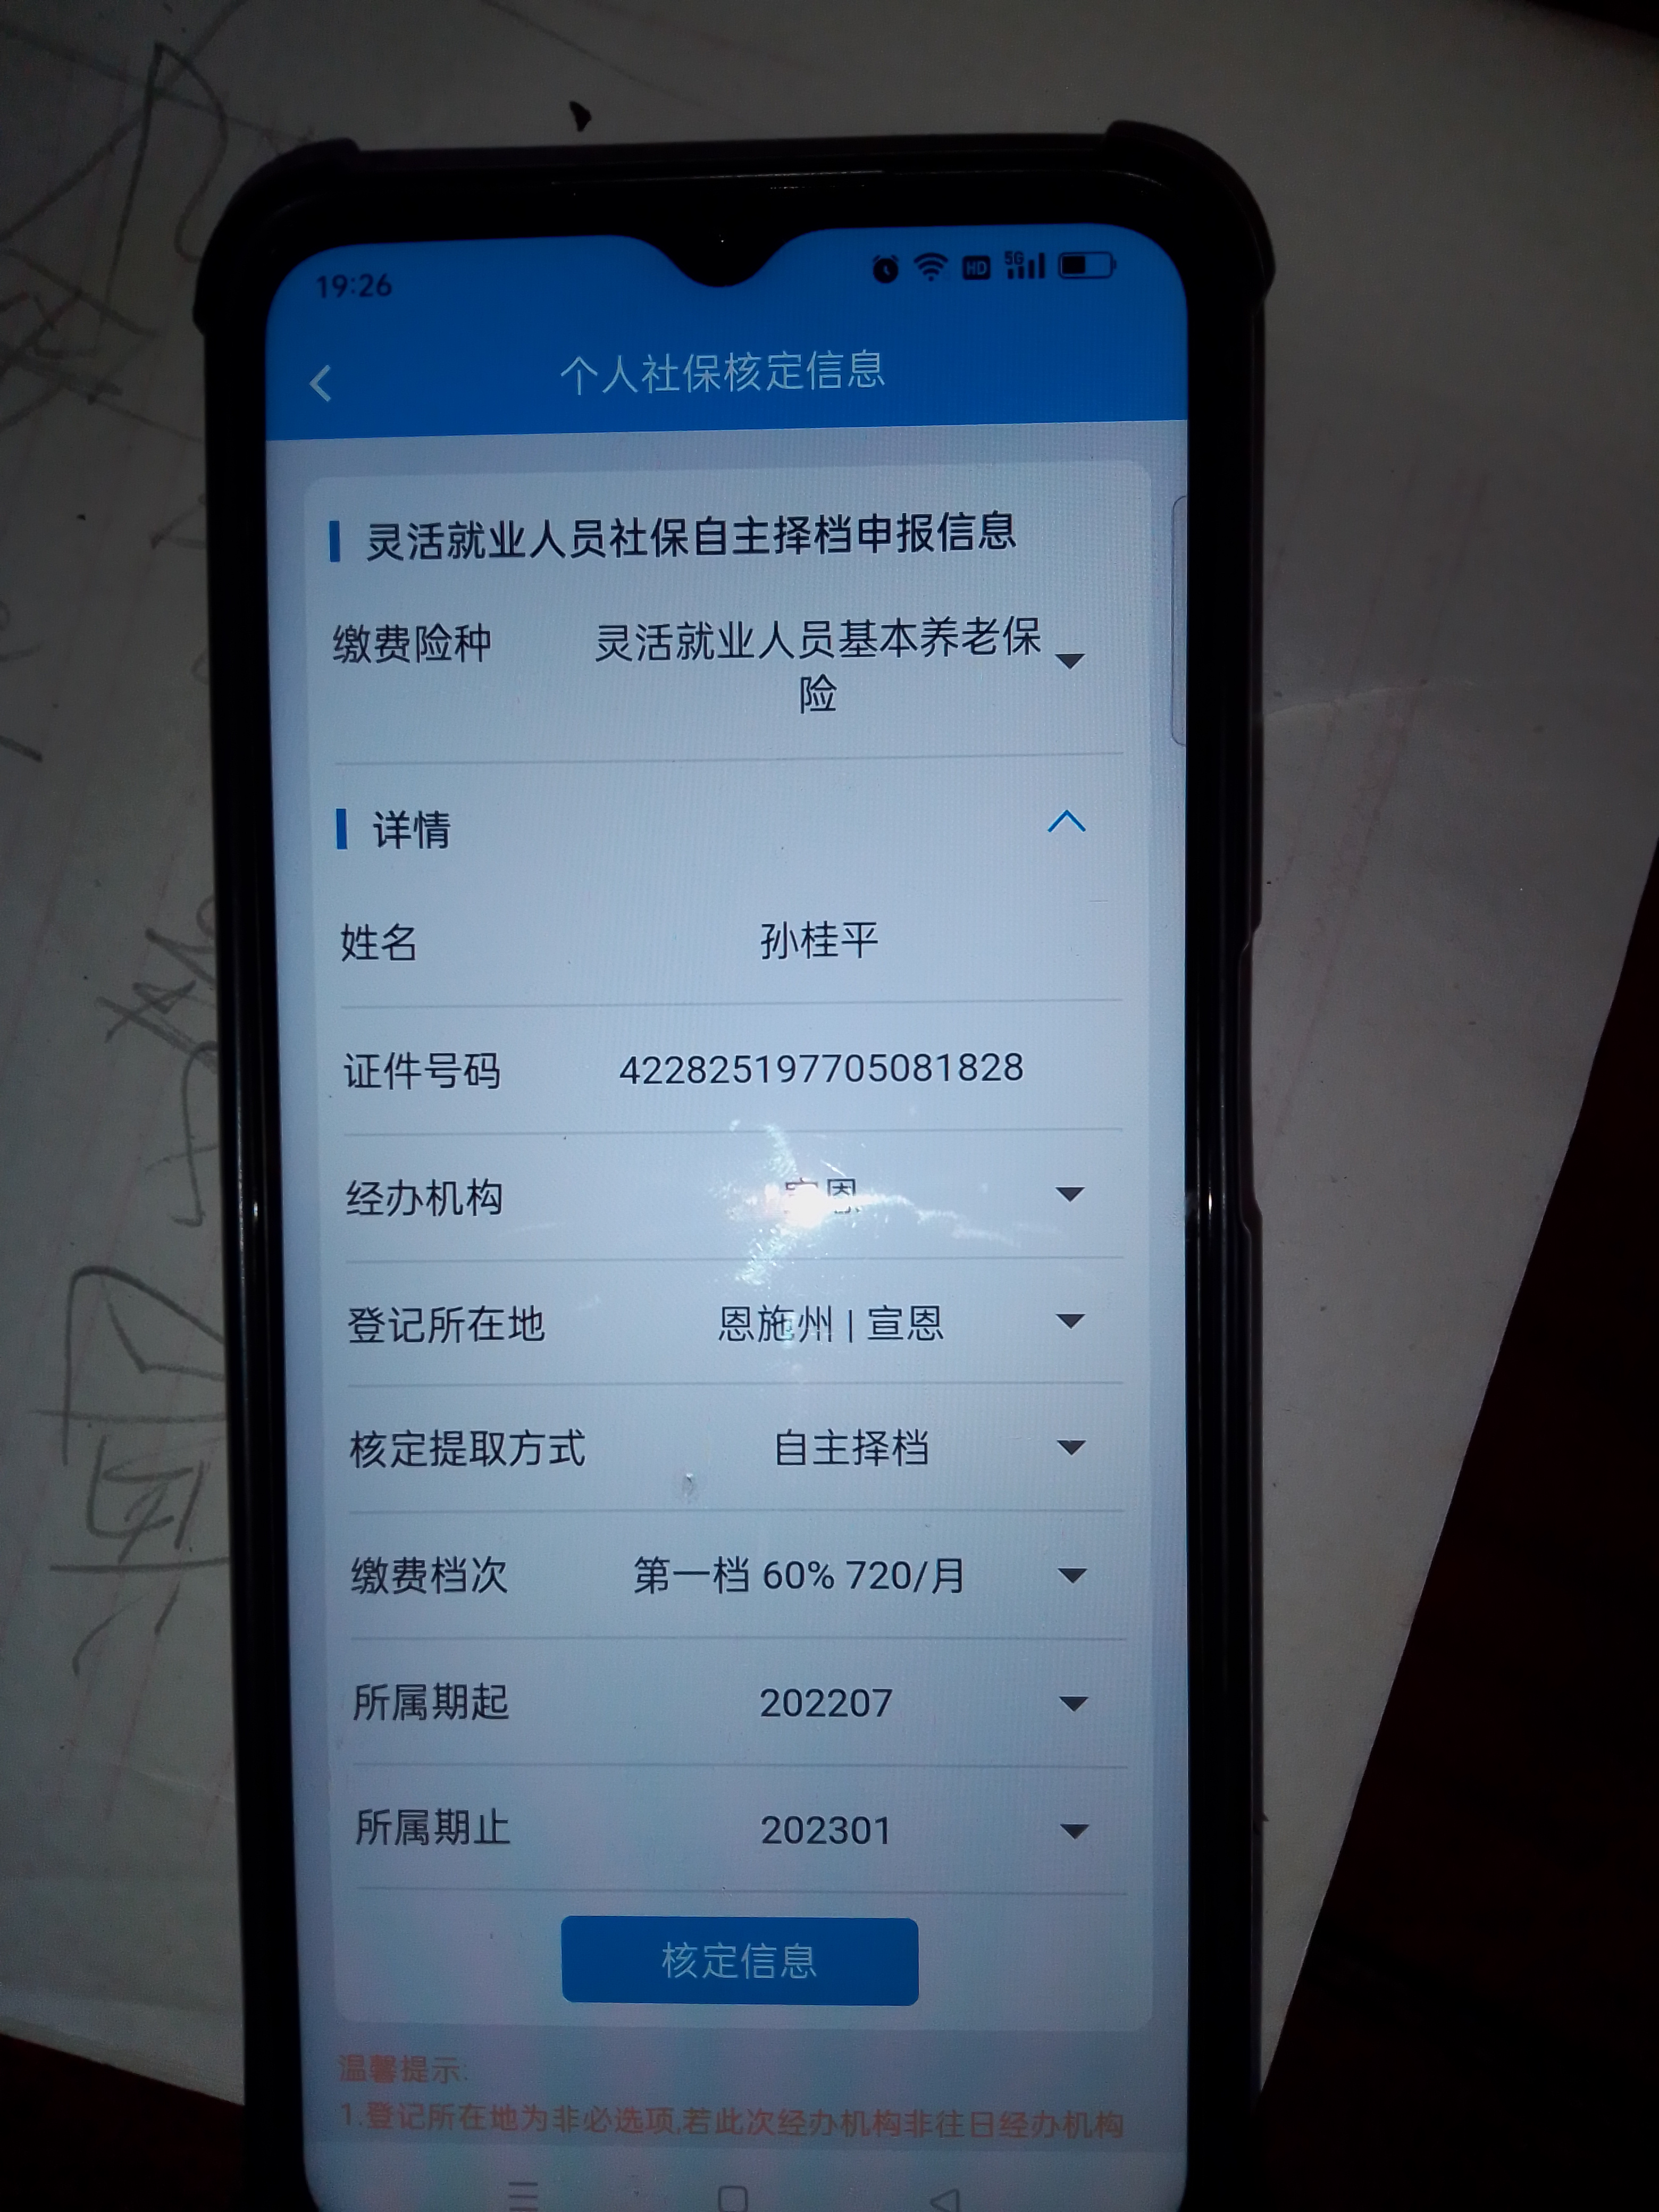 19:26
HD 5G
个人社保核定信息
灵活就业人员社保自主择档申报信息
缴费险种 灵活就业人员基本养老保
险
详情
姓名 孙桂平
证件号码 422825197705081828
经办机构 宣恩
登记所在地 恩施州 | 宣恩
核定提取方式 自主择档
缴费档次 第一档 60% 720/月
所属期起 202207
所属期止 202301
核定信息
温馨提示:
1.登记所在地为非必选项,若此次经办机构非往日经办机构